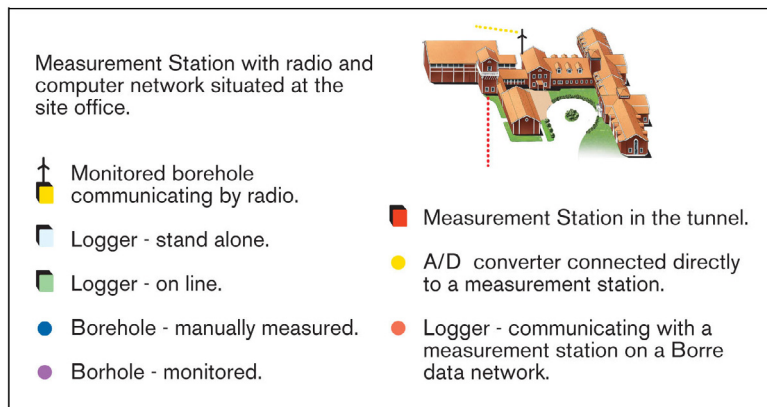 Measurement Station with radio and
computer network situated at the
site office.
Monitored borehole
communicating by radio.
Logger - stand alone.
Logger - on line.
Borehole - manually measured.
Borhole - monitored.
Measurement Station in the tunnel.
A/D converter connected directly
to a measurement station.
Logger - communicating with a
measurement station on a Borre
data network.